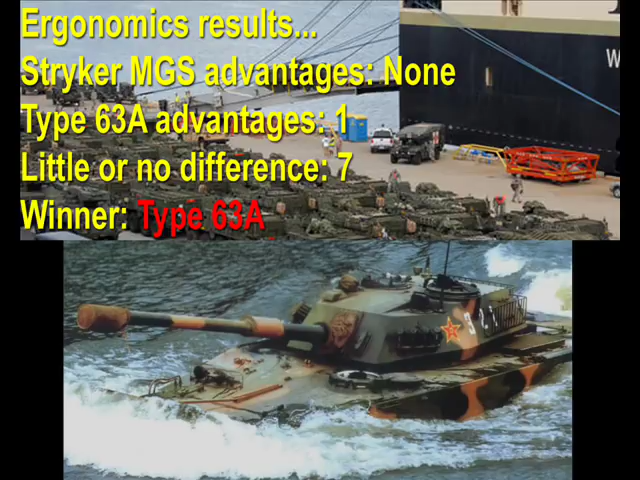 Ergonomics results...
Stryker MGS advantages: None
Type 63A advantages: 1
Little or no difference: 7
Winner: Type 63A
W